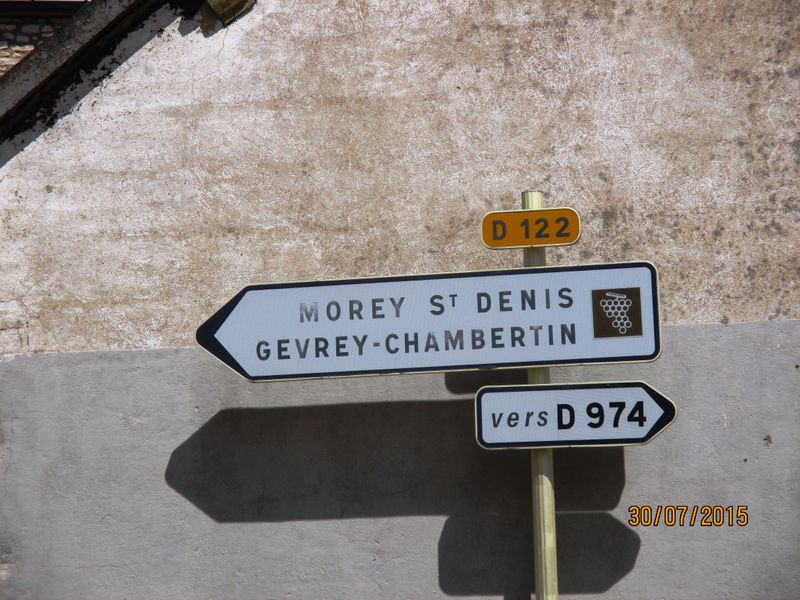 D 122
MOREY ST DENIS
GEVREY-CHAMBERTIN
vers D 974
30/07/2015